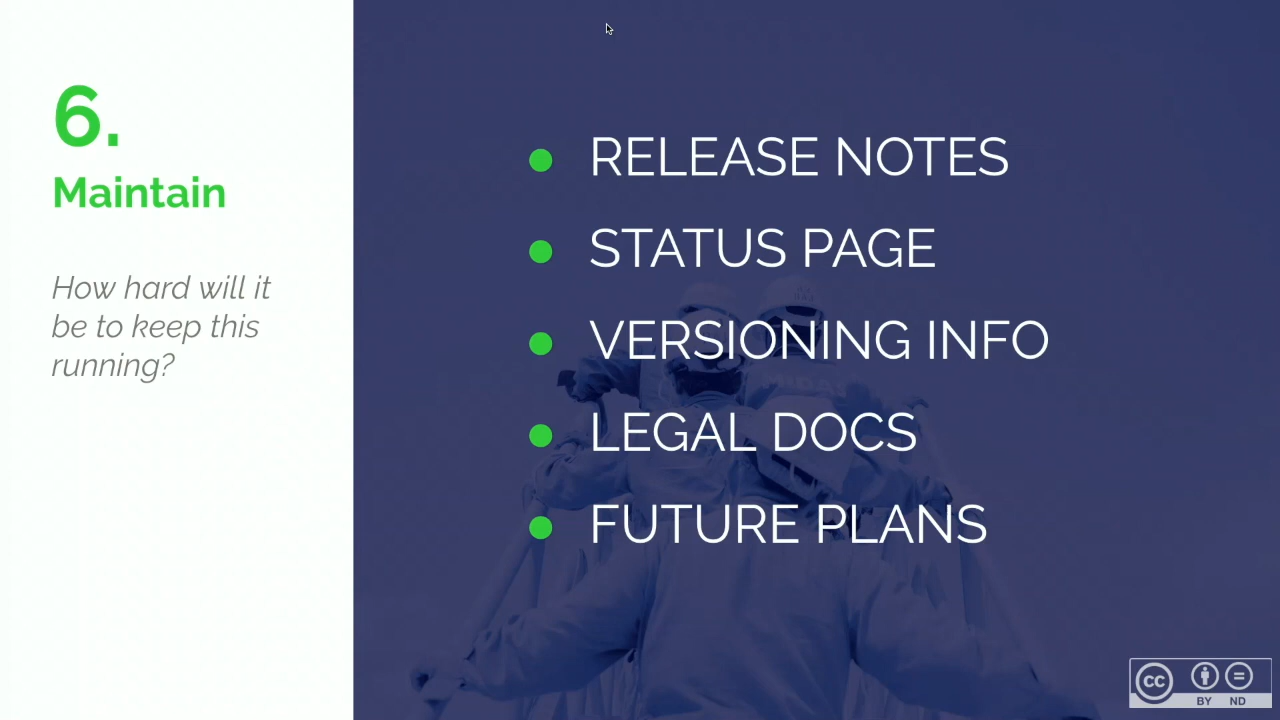 6.
Maintain
How hard will it
be to keep this
running?
RELEASE NOTES
STATUS PAGE
VERSIONING INFO
LEGAL DOCS
FUTURE PLANS
cc
BY ND